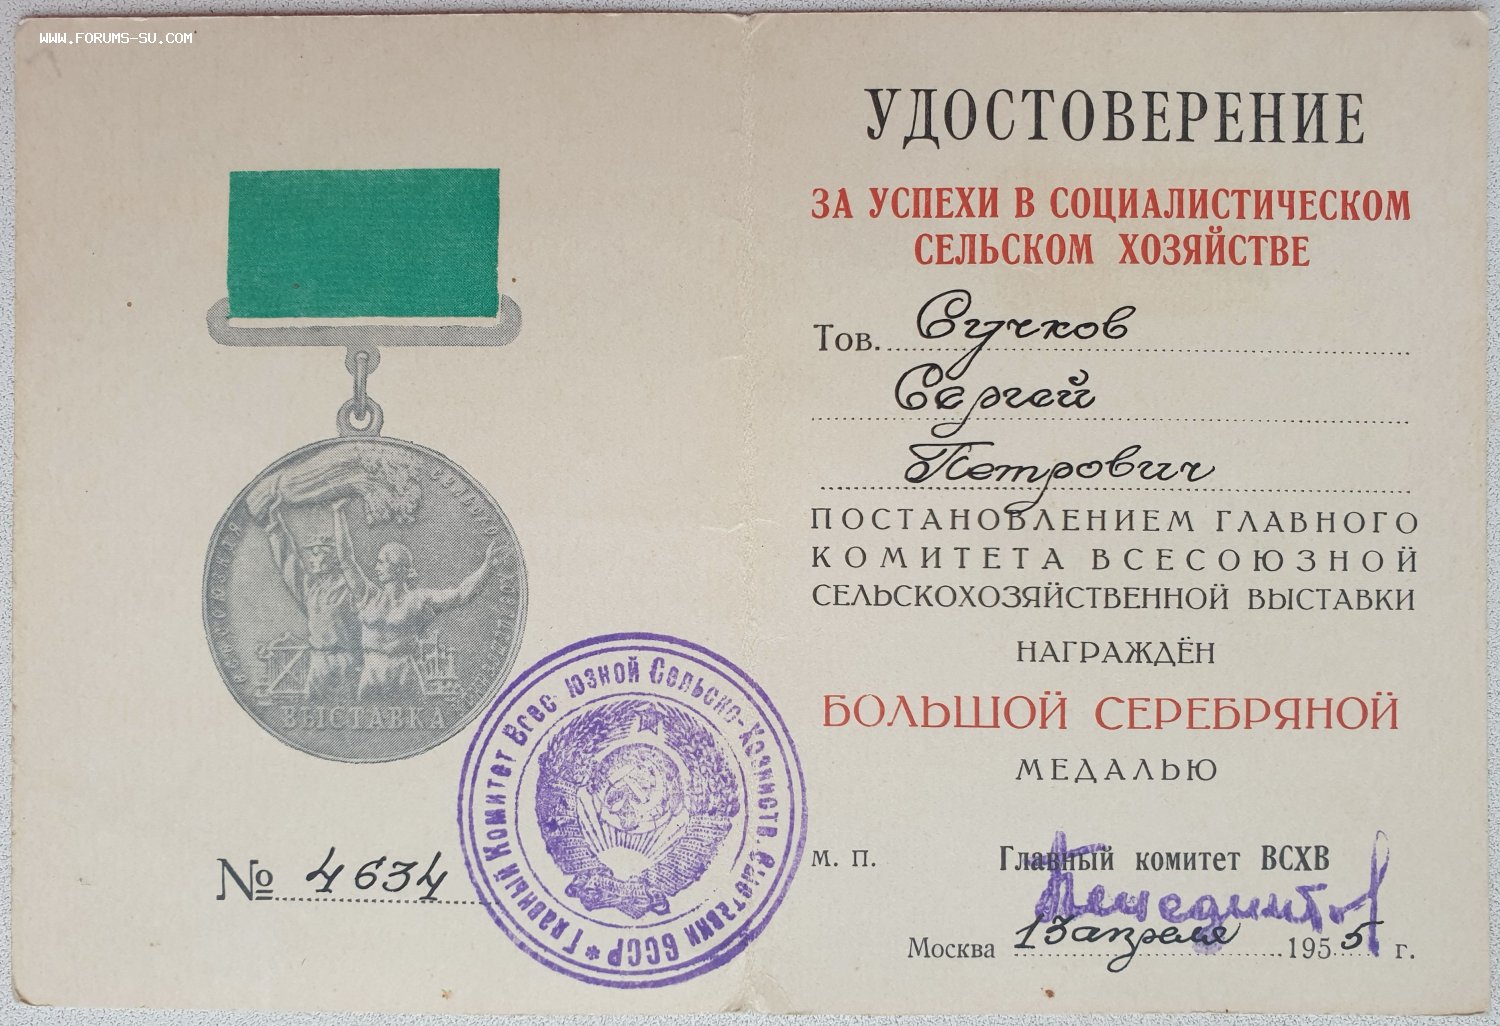 WWW.FORUMS-SU.COM
ВЫСТАВКА
№ 4634
Главный Комитет Всес юзной Сельско-Хозяйств. Выставки СССР *
УДОСТОВЕРЕНИЕ
ЗА УСПЕХИ В СОЦИАЛИСТИЧЕСКОМ
СЕЛЬСКОМ ХОЗЯЙСТВЕ
Тов. Сучков
Сергей
Петрович
ПОСТАНОВЛЕНИЕМ ГЛАВНОГО
КОМИТЕТА ВСЕСОЮЗНОЙ
СЕЛЬСКОХОЗЯЙСТВЕННОЙ ВЫСТАВКИ
НАГРАЖДЁН
БОЛЬШОЙ СЕРЕБРЯНОЙ
МЕДАЛЬЮ
М. П. Главный комитет ВСХВ
Москва 13 апреля 1955 г.